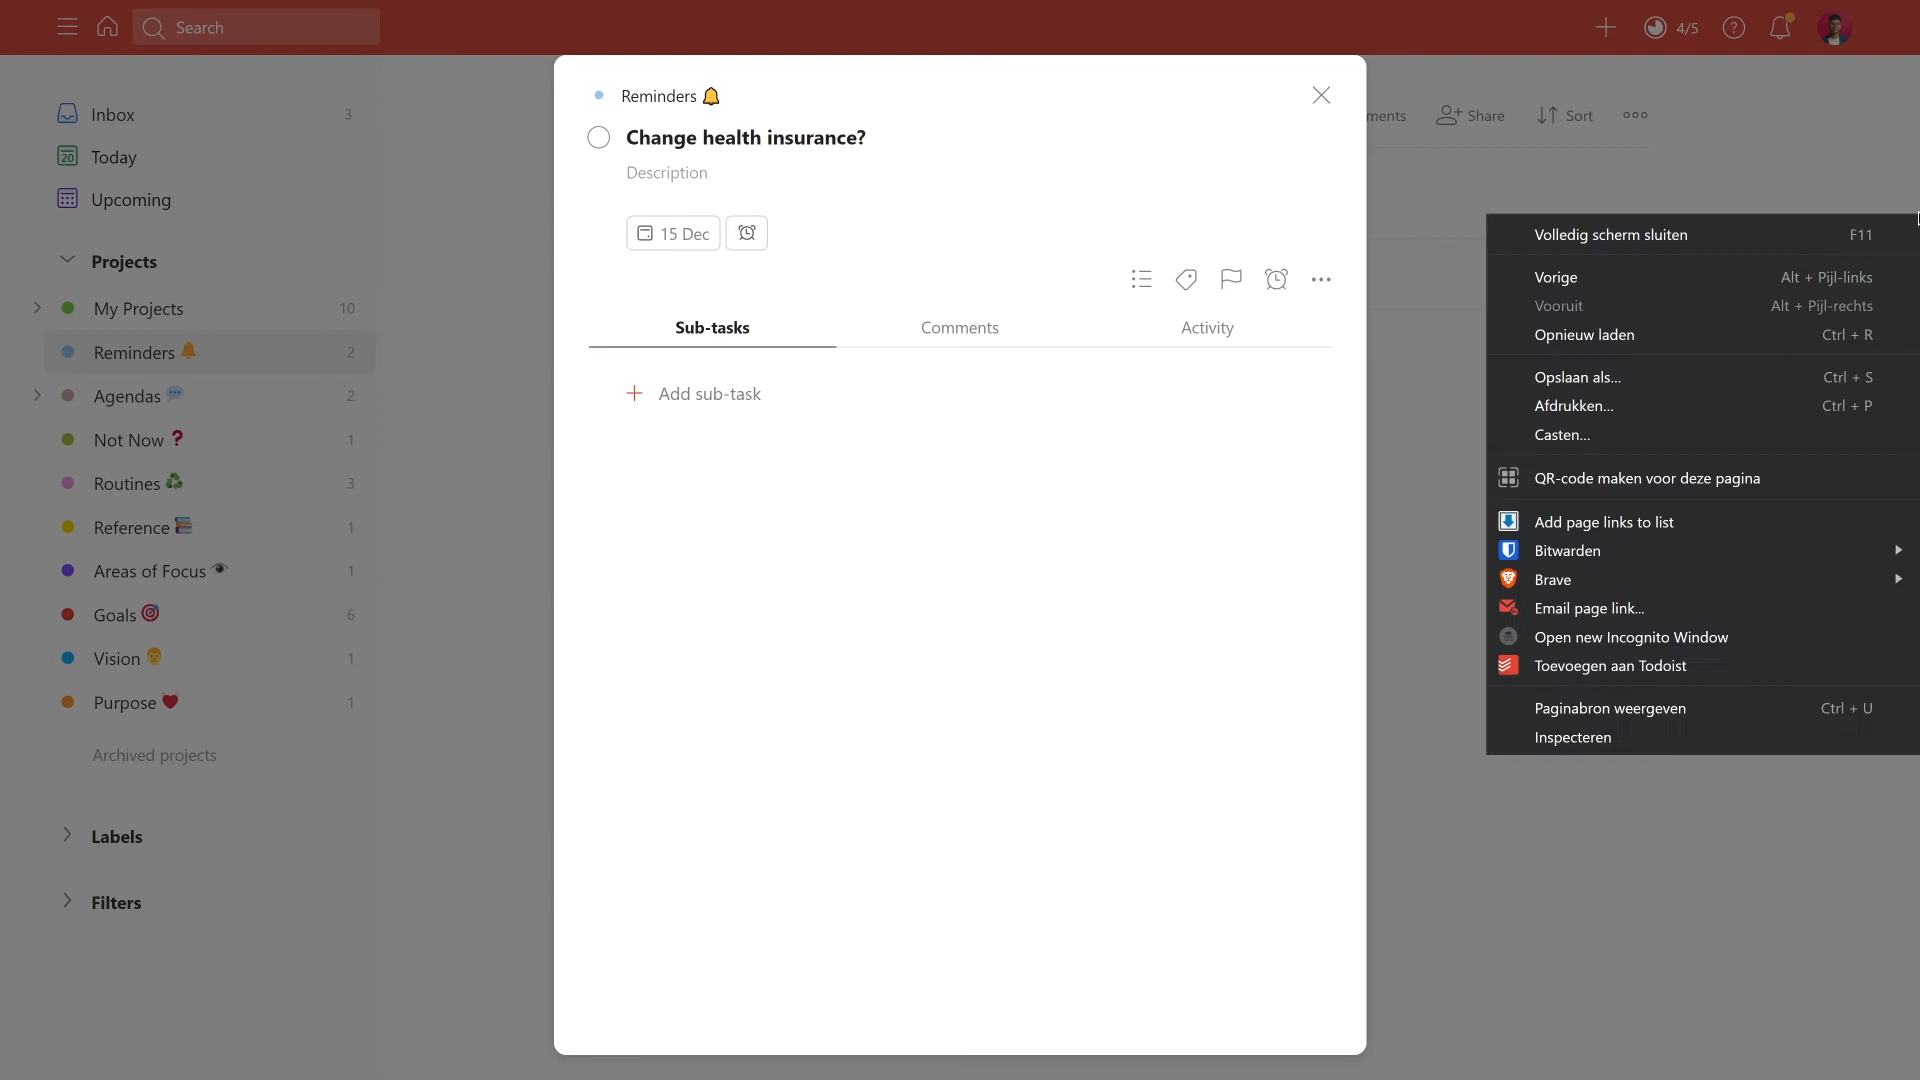 Search
4/5
Inbox 3
20 Today
Upcoming
Projects
My Projects 10
Reminders 2
Agendas 2
Not Now 1
Routines 3
Reference 1
Areas of Focus 1
Goals 6
Vision 1
Purpose 1
Archived projects
Labels
Filters
Reminders
Change health insurance?
Description
15 Dec
Sub-tasks Comments Activity
Add sub-task
ments Share Sort
Volledig scherm sluiten F11
Vorige Alt + Pijl-links
Vooruit Alt + Pijl-rechts
Opnieuw laden Ctrl + R
Opslaan als... Ctrl + S
Afdrukken... Ctrl + P
Casten...
QR-code maken voor deze pagina
Add page links to list
Bitwarden
Brave
Email page link...
Open new Incognito Window
Toevoegen aan Todoist
Paginabron weergeven Ctrl + U
Inspecteren